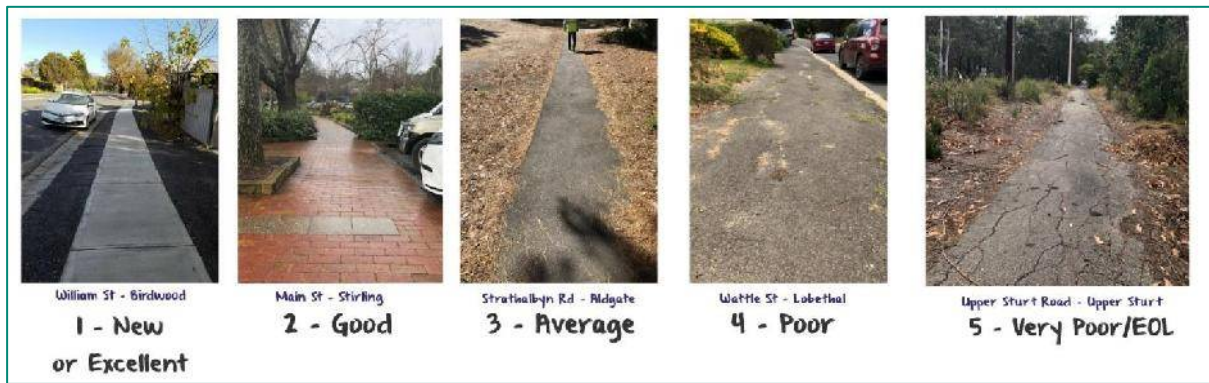 William St - Birdwood
1 - New
or Excellent
Main St - Stirling
2 - Good
Strathalbyn Rd - Aldgate
3 - Average
Wattle St - Lobethal
4 - Poor
Upper Sturt Road - Upper Sturt
5 - Very Poor/EOL